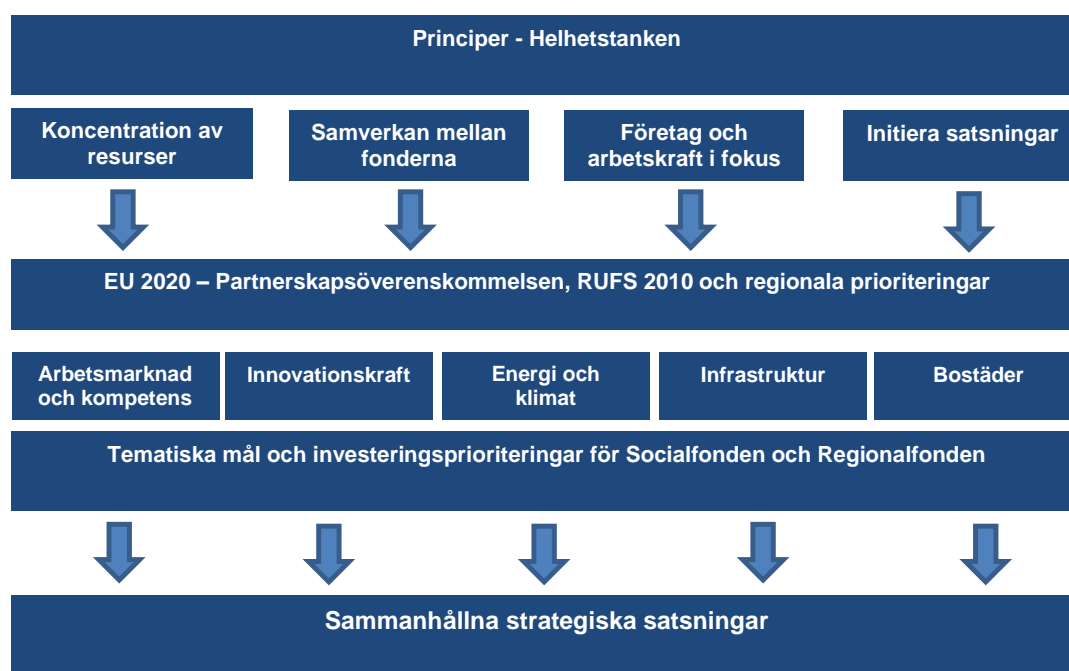 Principer - Helhetstanken
Koncentration av
resurser
Samverkan mellan
fonderna
Företag och
arbetskraft i fokus
Initiera satsningar
EU 2020 – Partnerskapsöverenskommelsen, RUFS 2010 och regionala prioriteringar
Arbetsmarknad
och kompetens
Innovationskraft
Energi och
klimat
Infrastruktur
Bostäder
Tematiska mål och investeringsprioriteringar för Socialfonden och Regionalfonden
Sammanhållna strategiska satsningar